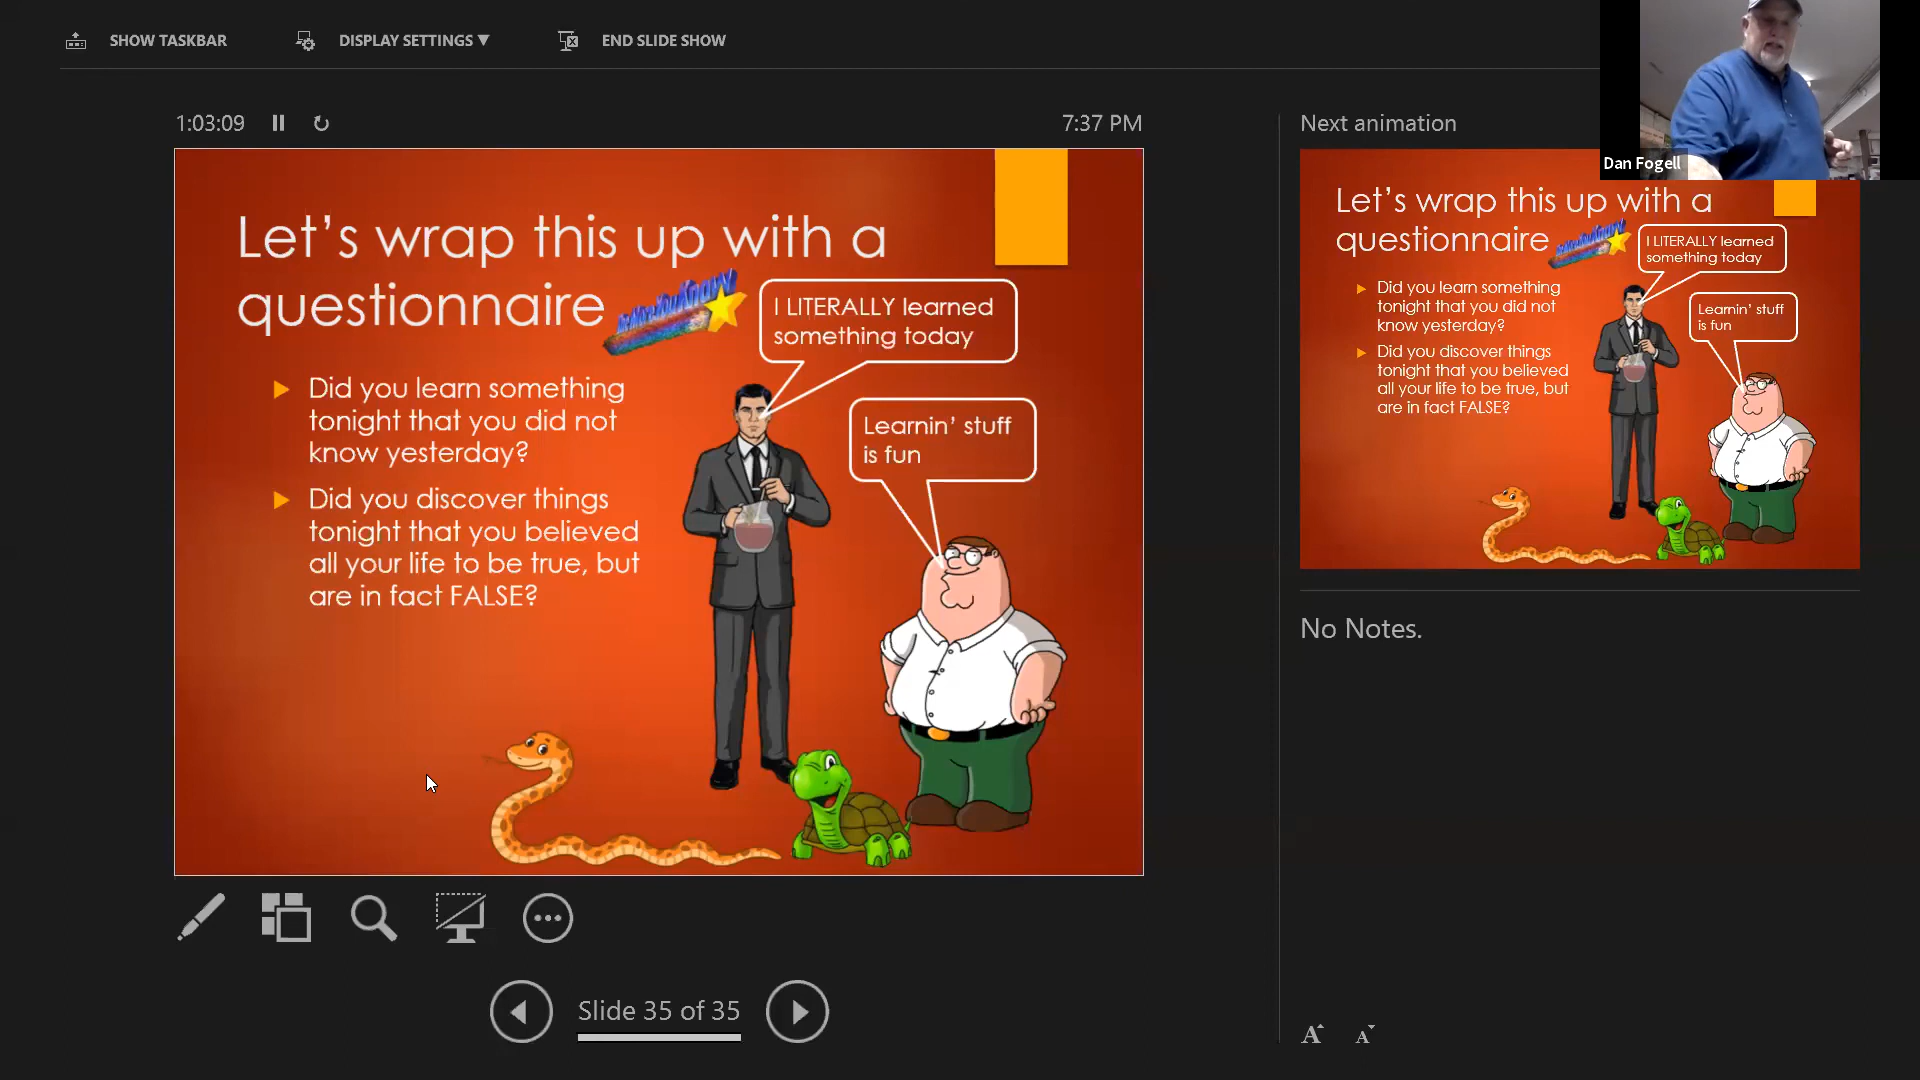 SHOW TASKBAR
DISPLAY SETTINGS ▼
END SLIDE SHOW
1:03:09
7:37 PM
Let’s wrap this up with a
questionnaire
I LITERALLY learned
something today
Learnin’ stuff
is fun
Did you learn something
tonight that you did not
know yesterday?
Did you discover things
tonight that you believed
all your life to be true, but
are in fact FALSE?
Slide 35 of 35
Next animation
Dan Fogell
Let’s wrap this up with a
questionnaire
I LITERALLY learned
something today
Learnin’ stuff
is fun
Did you learn something
tonight that you did not
know yesterday?
Did you discover things
tonight that you believed
all your life to be true, but
are in fact FALSE?
No Notes.
A A